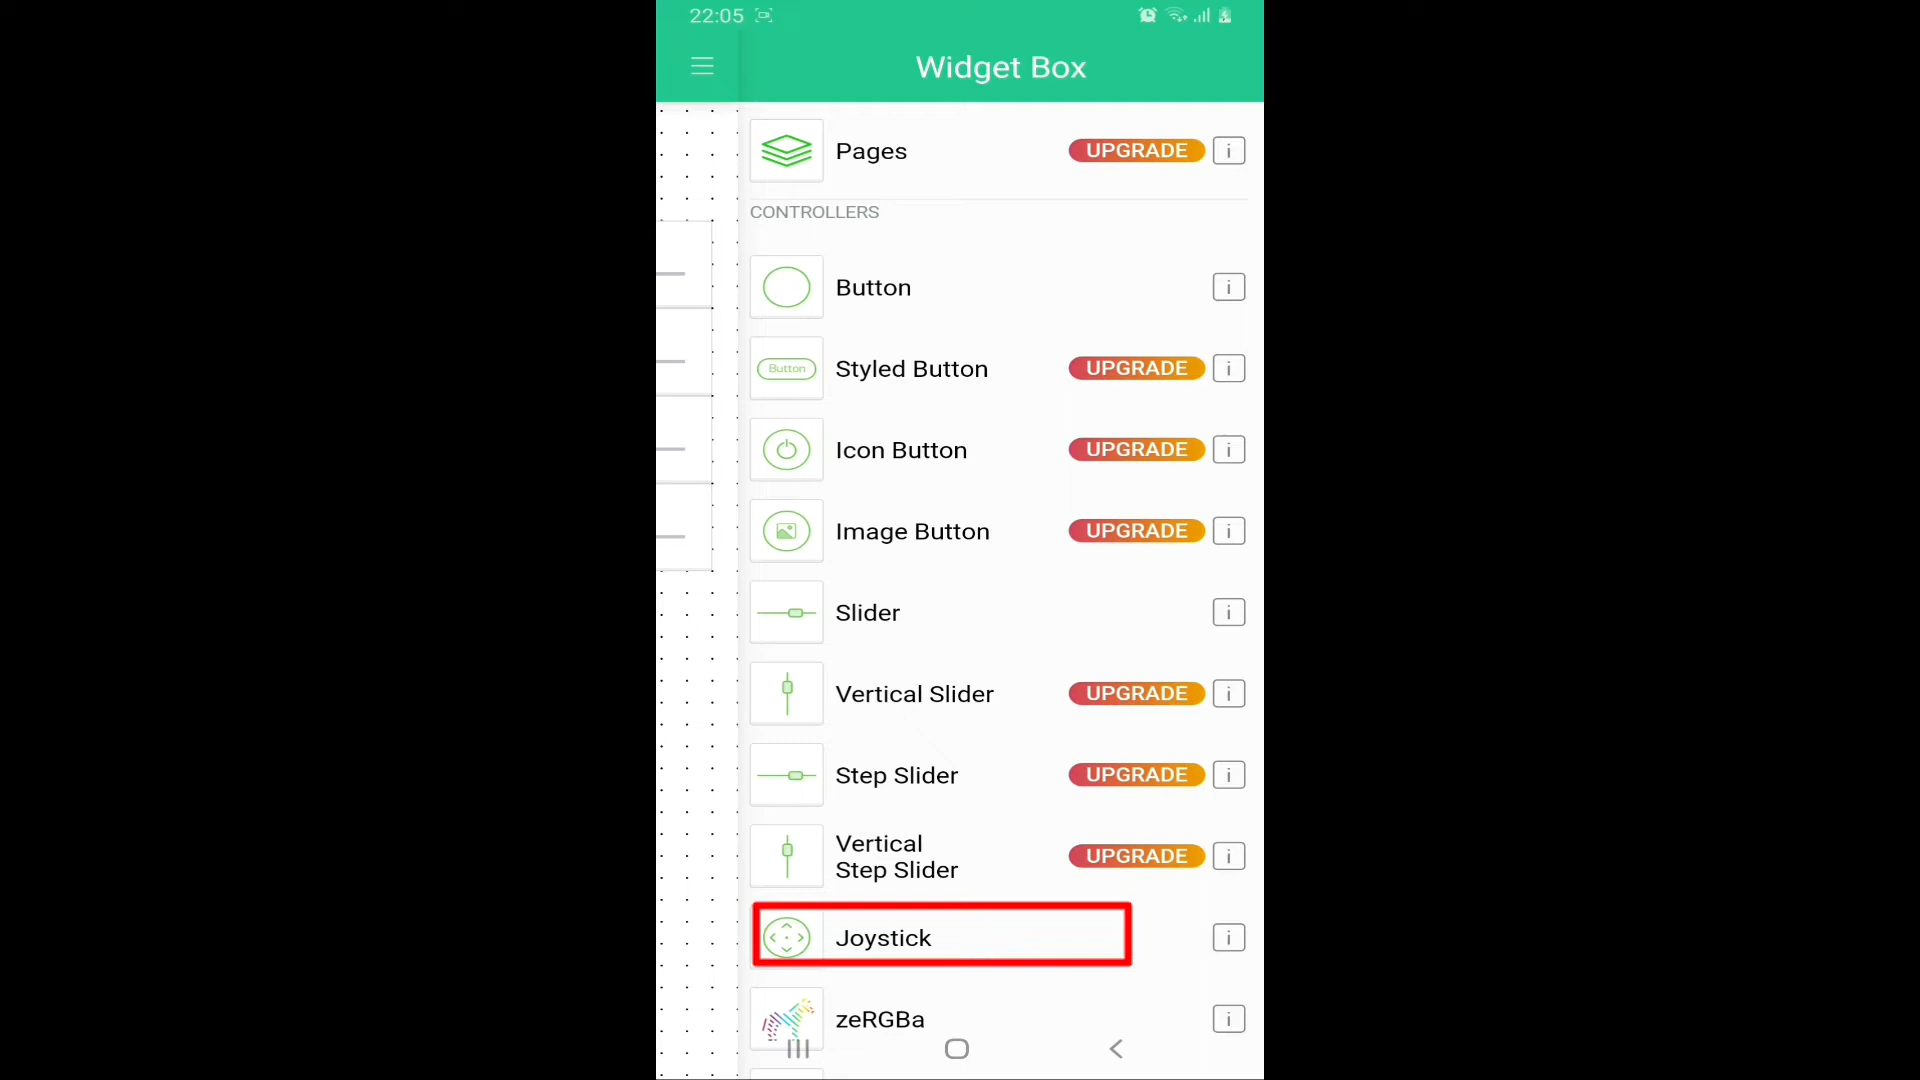 22:05
Widget Box
Pages UPGRADE i
CONTROLLERS
Button i
Button Styled Button UPGRADE i
Icon Button UPGRADE i
Image Button UPGRADE i
Slider i
Vertical Slider UPGRADE i
Step Slider UPGRADE i
Vertical
Step Slider UPGRADE i
Joystick i
zeRGBa i